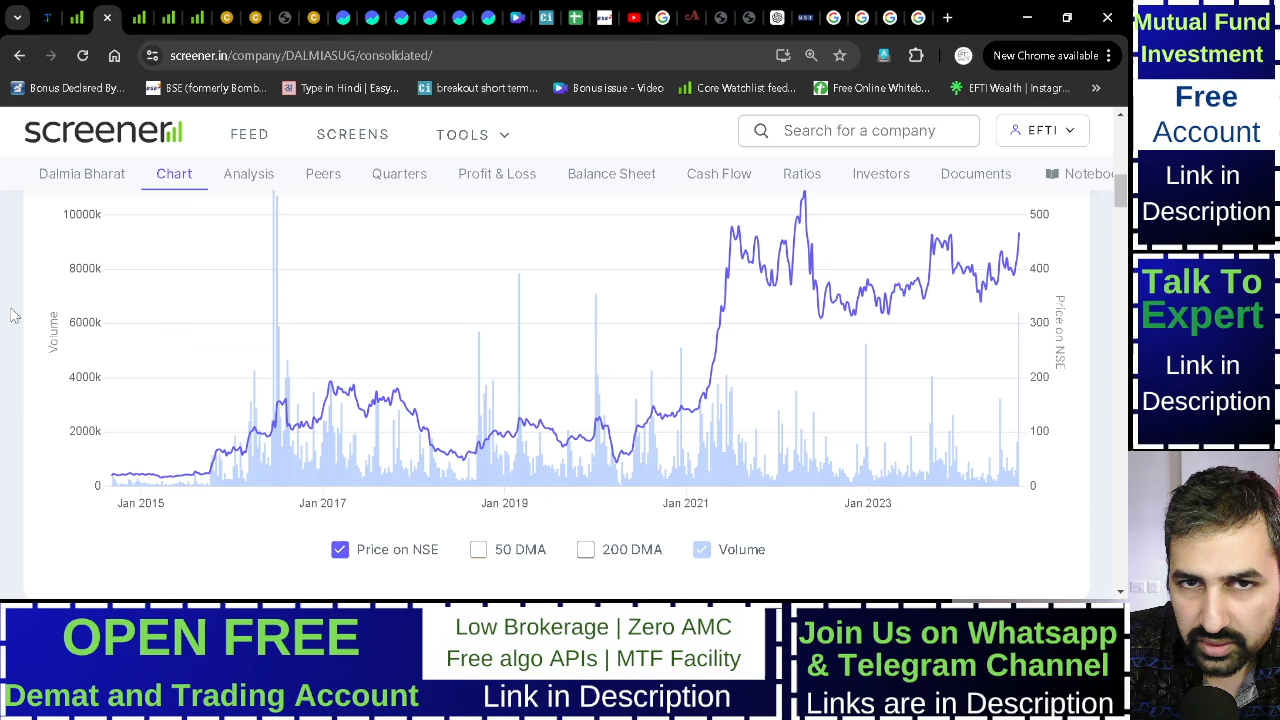 screener.in/company/DALMIASUG/consolidated/
New Chrome available
Bonus Declared By...
BSE (formerly Bomb...
Type in Hindi | Easy...
breakout short term...
Bonus issue - Video
Core Watchlist feed...
Free Online Whiteb...
EFTI Wealth | Instagr...
screener
FEED
SCREENS
TOOLS
Search for a company
EFTI
Dalmia Bharat
Chart
Analysis
Peers
Quarters
Profit & Loss
Balance Sheet
Cash Flow
Ratios
Investors
Documents
Noteboo
10000k
8000k
6000k
4000k
2000k
0
Volume
500
400
300
200
100
0
Price on NSE
Jan 2015
Jan 2017
Jan 2019
Jan 2021
Jan 2023
Price on NSE
50 DMA
200 DMA
Volume
Mutual Fund
Investment
Free
Account
Link in
Description
Talk To
Expert
Link in
Description
OPEN FREE
Demat and Trading Account
Low Brokerage | Zero AMC
Free algo APIs | MTF Facility
Link in Description
Join Us on Whatsapp
& Telegram Channel
Links are in Description